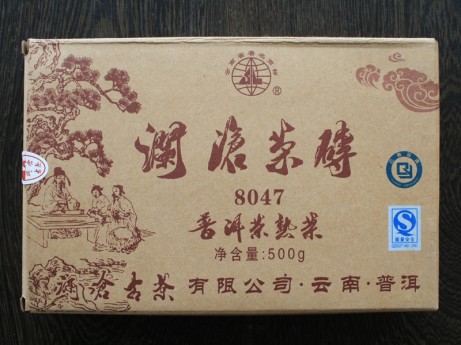 ®
澜沧茶砖
8047
普洱茶熟茶
净含量:500g
澜沧古茶有限公司·云南·普洱